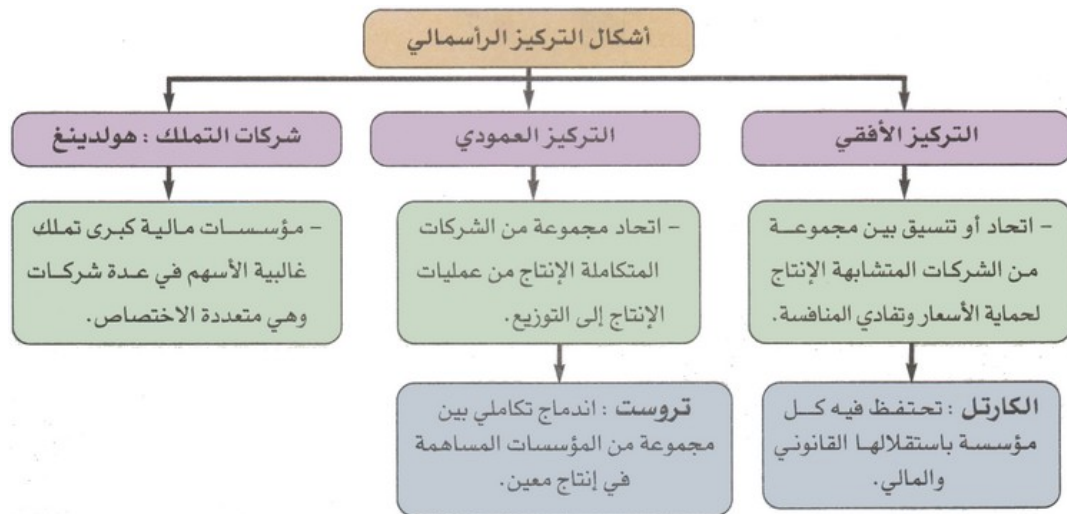 أشكال التركيز الرأسمالي
التركيز الأفقي
- اتحاد أو تنسيق بين مجموعة
من الشركات المتشابهة الإنتاج
لحماية الأسعار وتفادي المنافسة.
الكارتل : تحتفظ فيه كل
مؤسسة باستقلالها القانوني
والمالي.
التركيز العمودي
- اتحاد مجموعة من الشركات
المتكاملة الإنتاج من عمليات
الإنتاج إلى التوزيع.
تروست : اندماج تكاملي بين
مجموعة من المؤسسات المساهمة
في إنتاج معين.
شركات التملك : هولدينغ
- مؤسسات مالية كبرى تملك
غالبية الأسهم في عدة شركات
وهي متعددة الاختصاص.